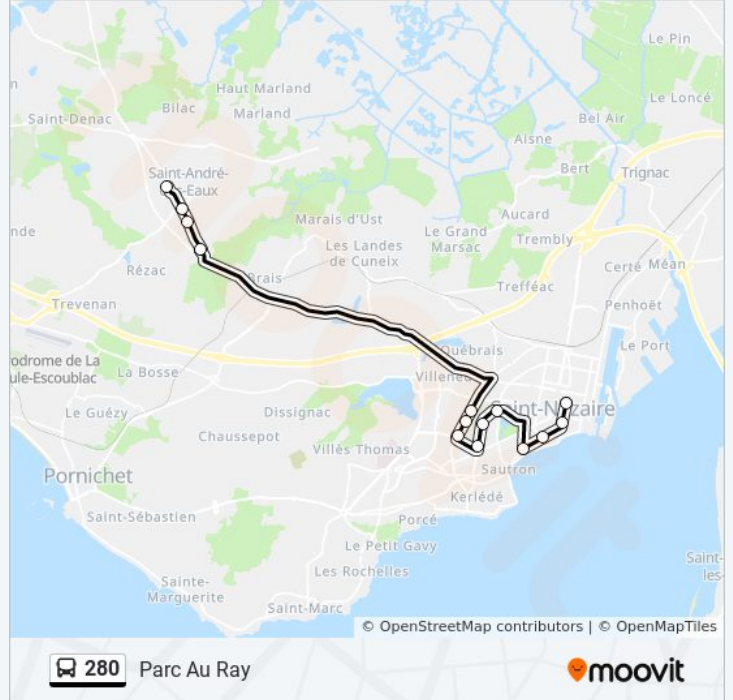 Le Pin
Haut Marland
n
Le Loncé
Saint-Denac
Bilac
Marland
Bel Air
Aisne
Bert
Trignac
Saint-André-
s-Eaux
Aucard
Marais d'Ust
Le Grand
Marsac
nde
Trembly
Les Landes
de Cuneix
Rézac
Certé
Méan
Brais
Trefféac
Trevenan
Penhoët
Le Port
Québrais
odrome de La
ule-Escoublac
La Bosse
Villeneu
Saint-Nazaire
Le Guézy
Dissignac
Chaussepot
Villès Thomas
Pornichet
Sautron
Kerlédé
Saint-Sébastien
Porcé
Le Petit Gavy
Saint-
les-
Les Rochelles
Sainte-
Marguerite
Saint-Marc
© OpenStreetMap contributors | © OpenMapTiles
280 Parc Au Ray
moovit